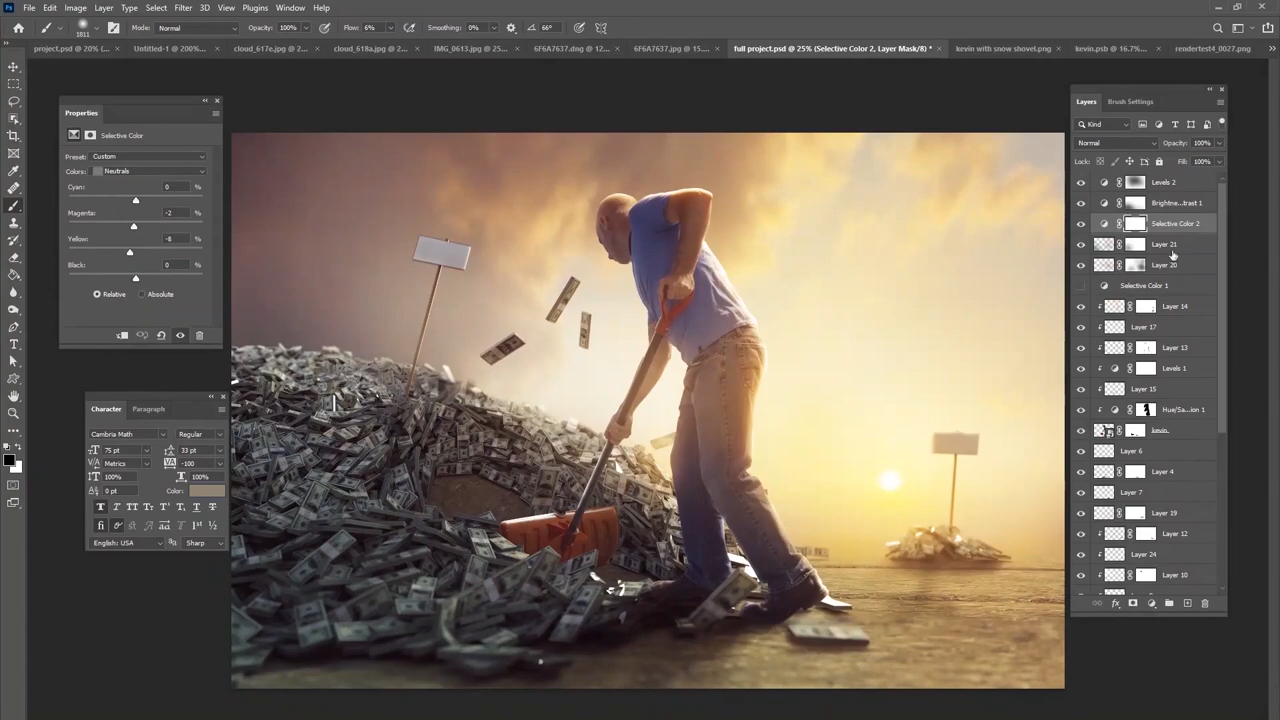 File Edit Image Layer Type Select Filter 3D View Plugins Window Help
1811 Mode: Normal Opacity: 100% Flow: 6% Smoothing: 0% 66°
project.psd @ 20% ( Untitled-1 @ 200%... cloud_617e.jpg @ 2... cloud_618a.jpg @ 2... IMG_0613.jpg @ 25%... 6F6A7637.dng @ 12... 6F6A7637.jpg @ 15.... full project.psd @ 25% (Selective Color 2, Layer Mask/8) * kevin with snow shovel.png kevin.psb @ 16.7%... rendertest4_0027.png
Properties
Selective Color
Preset: Custom
Colors: Neutrals
Cyan: 0 %
Magenta: -2 %
Yellow: -8 %
Black: 0 %
Relative Absolute
Character Paragraph
Cambria Math Regular
75 pt 33 pt
Metrics -100
100% 100%
0 pt Color:
English: USA Sharp
Layers Brush Settings
Kind
Normal Opacity: 100%
Lock: Fill: 100%
Levels 2
Brightne...trast 1
Selective Color 2
Layer 21
Layer 20
Selective Color 1
Layer 14
Layer 17
Layer 13
Levels 1
Layer 15
Hue/Sa...ion 1
kevin
Layer 6
Layer 4
Layer 7
Layer 19
Layer 12
Layer 24
Layer 10